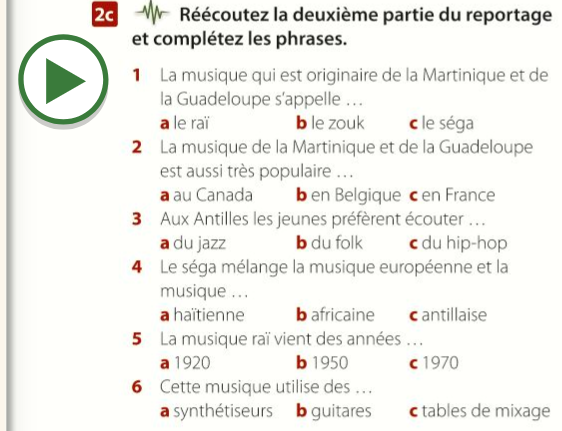 2c Réécoutez la deuxième partie du reportage
et complétez les phrases.
1 La musique qui est originaire de la Martinique et de
la Guadeloupe s'appelle …
a le raï b le zouk c le séga
2 La musique de la Martinique et de la Guadeloupe
est aussi très populaire …
a au Canada b en Belgique c en France
3 Aux Antilles les jeunes préfèrent écouter …
a du jazz b du folk c du hip-hop
4 Le séga mélange la musique européenne et la
musique …
a haïtienne b africaine c antillaise
5 La musique raï vient des années …
a 1920 b 1950 c 1970
6 Cette musique utilise des …
a synthétiseurs b guitares c tables de mixage